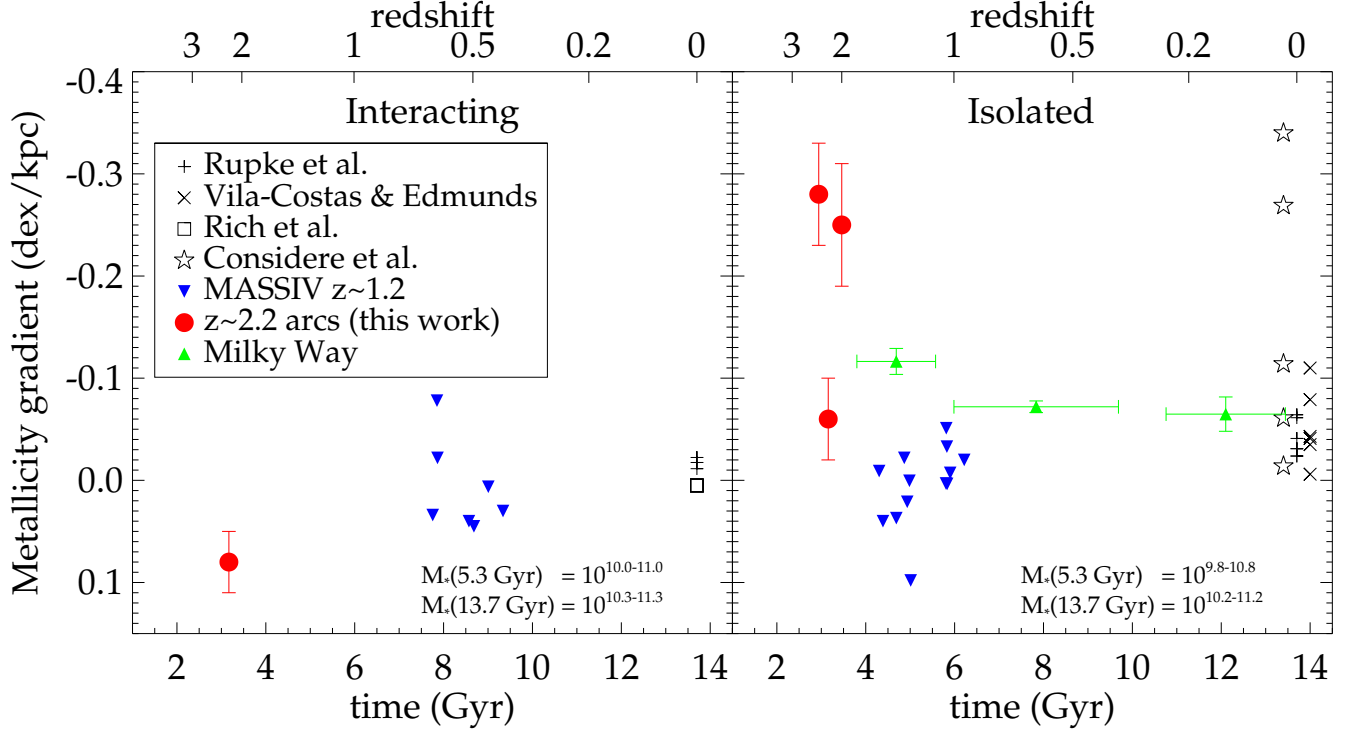 redshift redshift
3 2 1 0.5 0.2 0 3 2 1 0.5 0.2 0
Interacting Isolated
Metallicity gradient (dex/kpc)
-0.4
-0.3
-0.2
-0.1
0.0
0.1
Rupke et al.
Vila-Costas & Edmunds
Rich et al.
Considere et al.
MASSIV z~1.2
z~2.2 arcs (this work)
Milky Way
M*(5.3 Gyr) = 10^10.0-11.0
M*(13.7 Gyr) = 10^10.3-11.3
M*(5.3 Gyr) = 10^9.8-10.8
M*(13.7 Gyr) = 10^10.2-11.2
2 4 6 8 10 12 14 2 4 6 8 10 12 14
time (Gyr) time (Gyr)